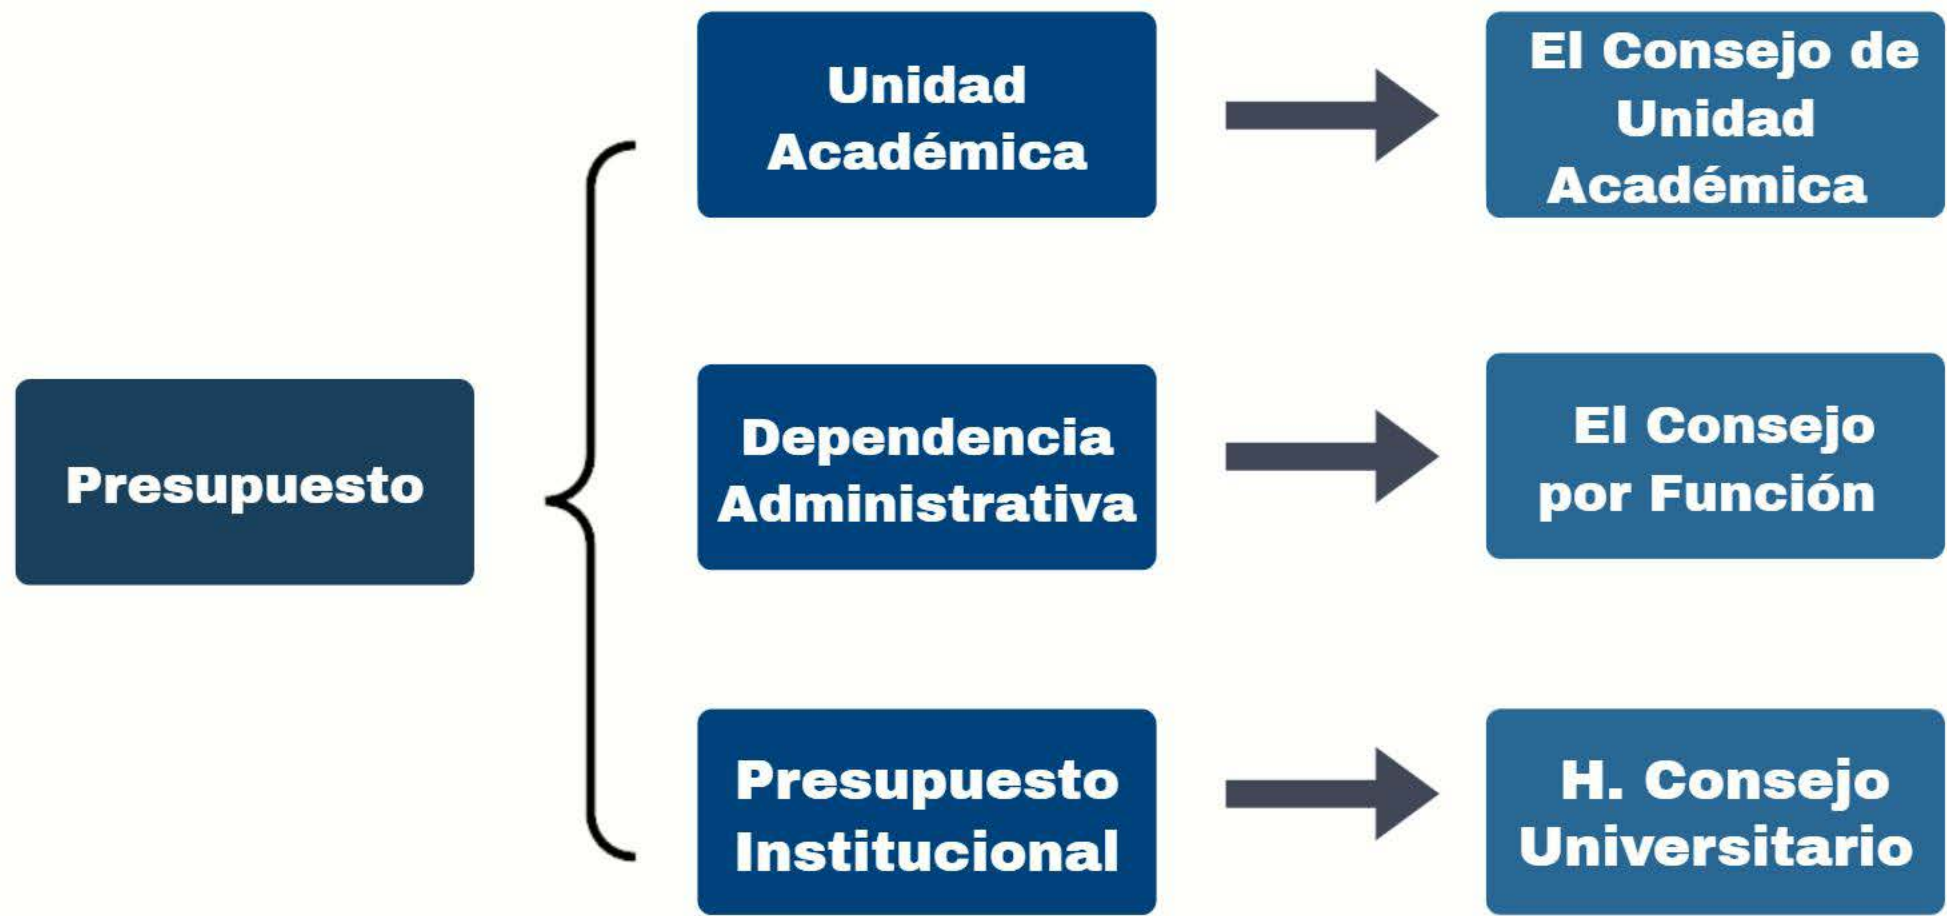 Presupuesto
Unidad
Académica
El Consejo de
Unidad
Académica
Dependencia
Administrativa
El Consejo
por Función
Presupuesto
Institucional
H. Consejo
Universitario